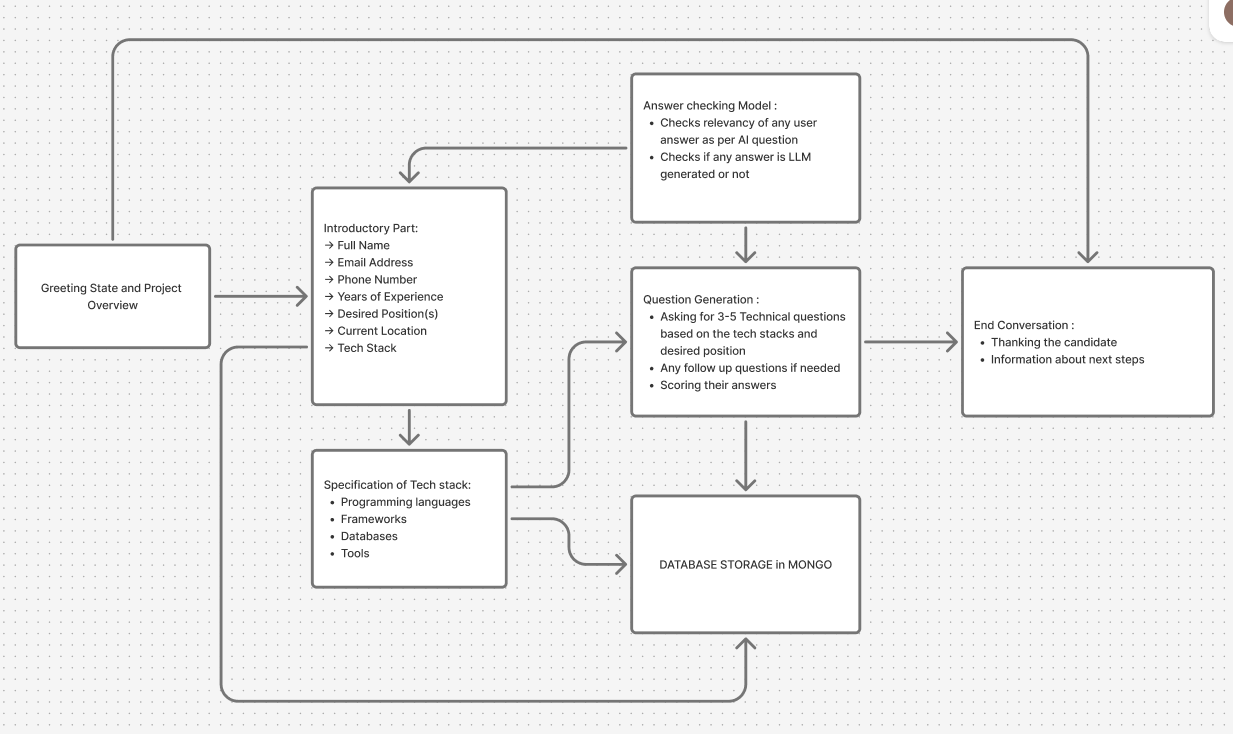 Greeting State and Project
Overview
Introductory Part:
→ Full Name
→ Email Address
→ Phone Number
→ Years of Experience
→ Desired Position(s)
→ Current Location
→ Tech Stack
Specification of Tech stack:
• Programming languages
• Frameworks
• Databases
• Tools
Answer checking Model :
• Checks relevancy of any user
answer as per AI question
• Checks if any answer is LLM
generated or not
Question Generation :
• Asking for 3-5 Technical questions
based on the tech stacks and
desired position
• Any follow up questions if needed
• Scoring their answers
DATABASE STORAGE in MONGO
End Conversation :
• Thanking the candidate
• Information about next steps